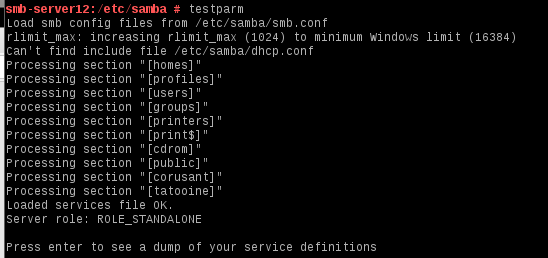 smb-server12:/etc/samba # testparm
Load smb config files from /etc/samba/smb.conf
rlimit_max: increasing rlimit_max (1024) to minimum Windows limit (16384)
Can't find include file /etc/samba/dhcp.conf
Processing section "[homes]"
Processing section "[profiles]"
Processing section "[users]"
Processing section "[groups]"
Processing section "[printers]"
Processing section "[print$]"
Processing section "[cdrom]"
Processing section "[public]"
Processing section "[corusant]"
Processing section "[tatooine]"
Loaded services file OK.
Server role: ROLE_STANDALONE
Press enter to see a dump of your service definitions